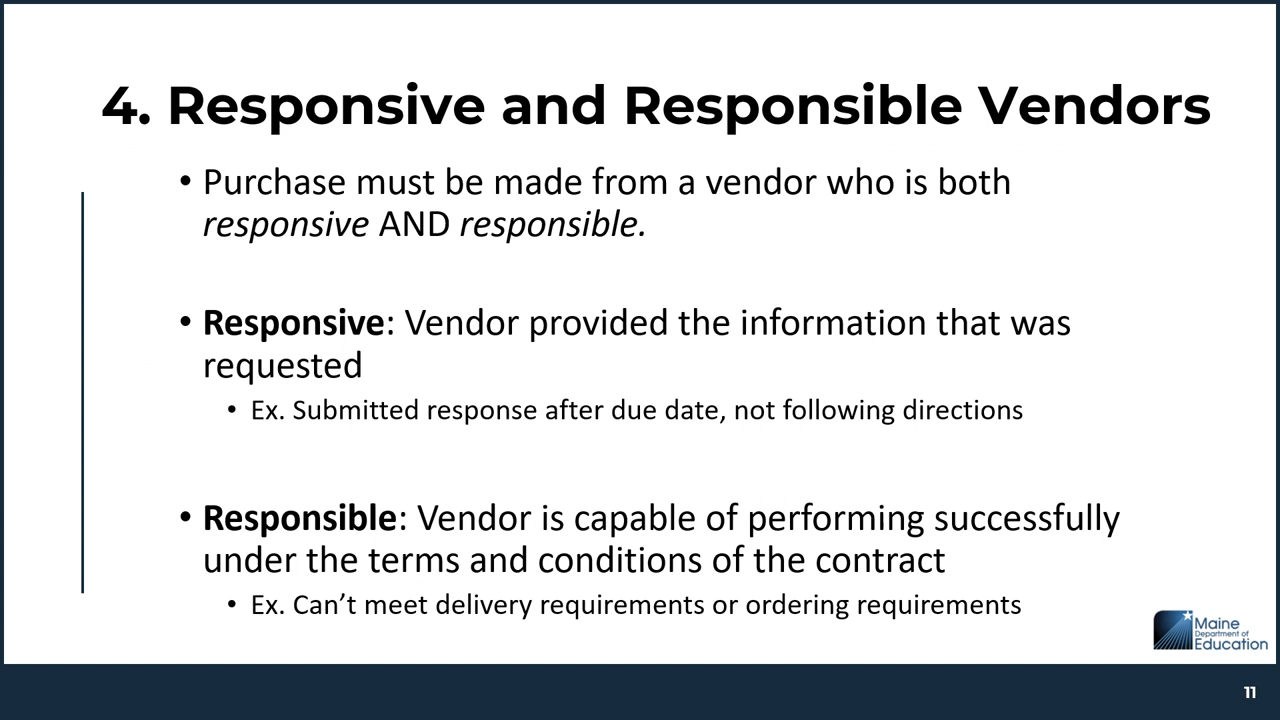 4. Responsive and Responsible Vendors
• Purchase must be made from a vendor who is both
responsive AND responsible.
• Responsive: Vendor provided the information that was
requested
• Ex. Submitted response after due date, not following directions
• Responsible: Vendor is capable of performing successfully
under the terms and conditions of the contract
• Ex. Can’t meet delivery requirements or ordering requirements
Maine
Department of
Education
11